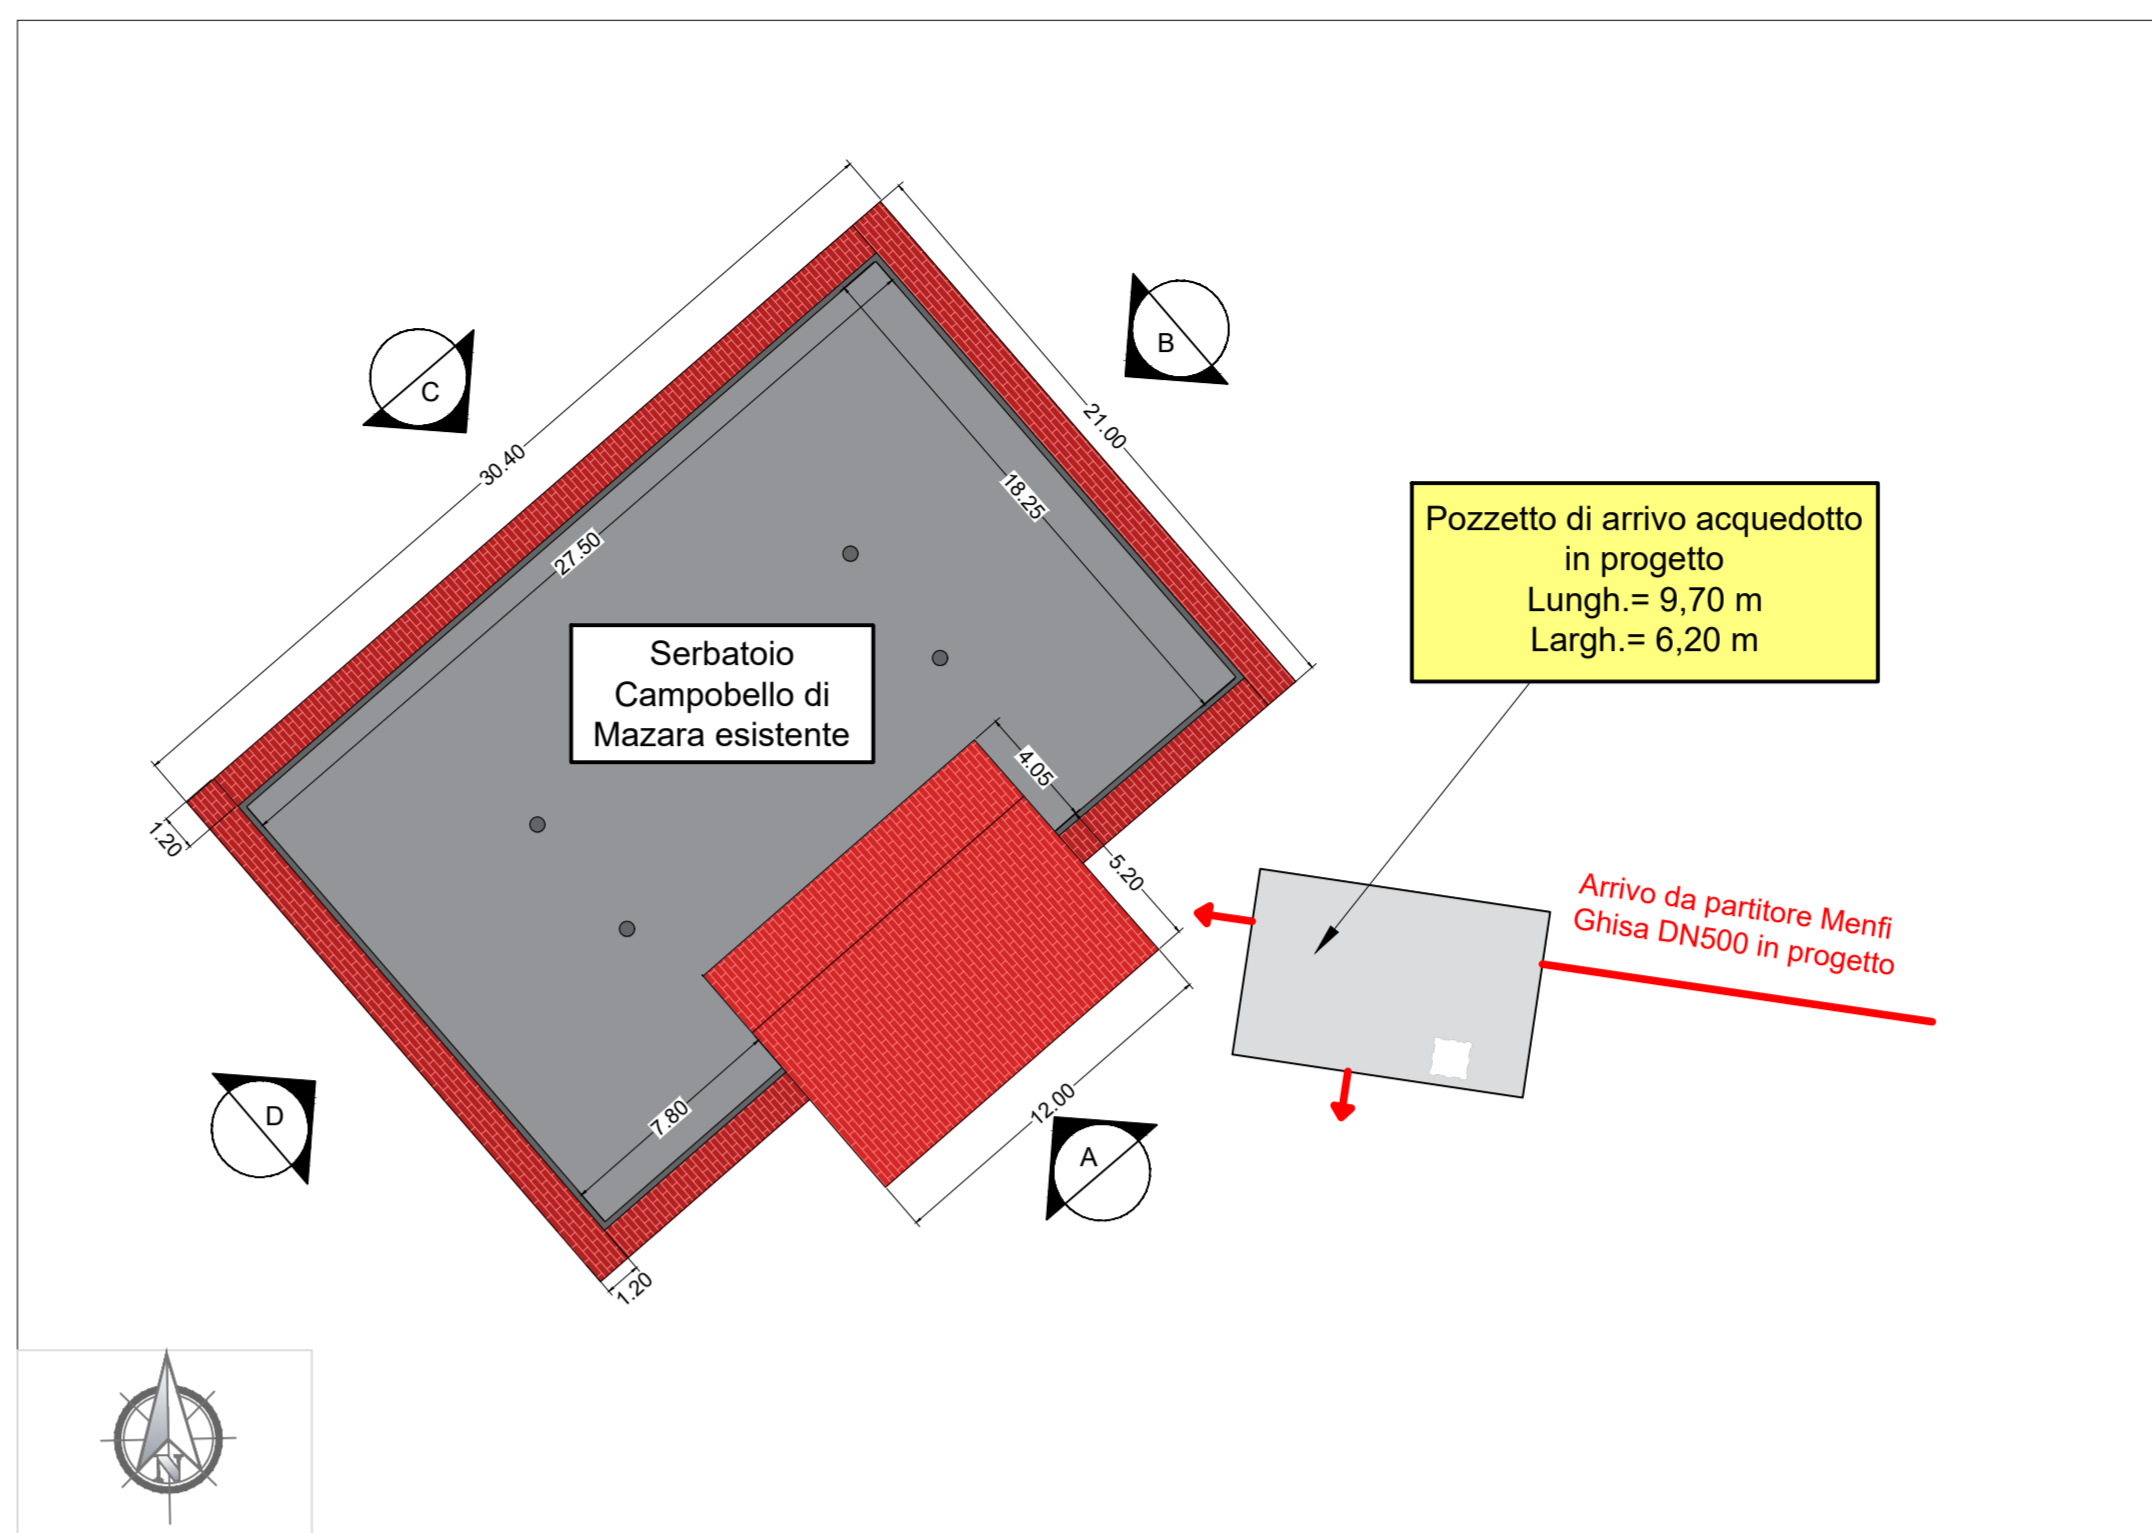 30.40
21.00
B
C
18.25
27.50
Pozzetto di arrivo acquedotto
in progetto
Lungh.= 9,70 m
Largh.= 6,20 m
Serbatoio
Campobello di
Mazara esistente
4.05
1.20
5.20
Arrivo da partitore Menfi
Ghisa DN500 in progetto
7.80
12.00
D
A
1.20
N